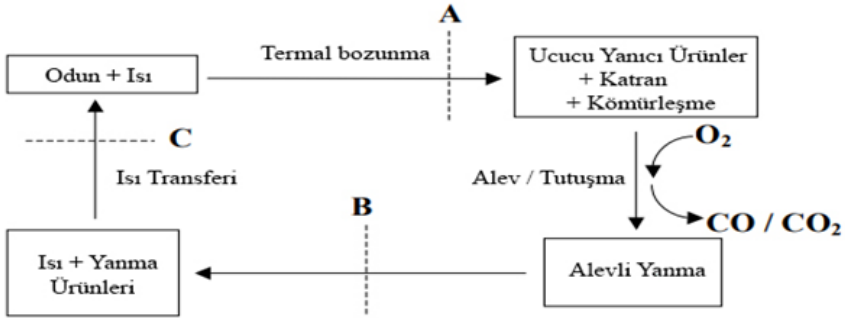 A
Termal bozunma
Odun + Isı
Ucucu Yanıcı Ürünler
+ Katran
+ Kömürleşme
C
O₂
Isı Transferi
Alev / Tutuşma
B
CO / CO₂
Isı + Yanma
Ürünleri
Alevli Yanma